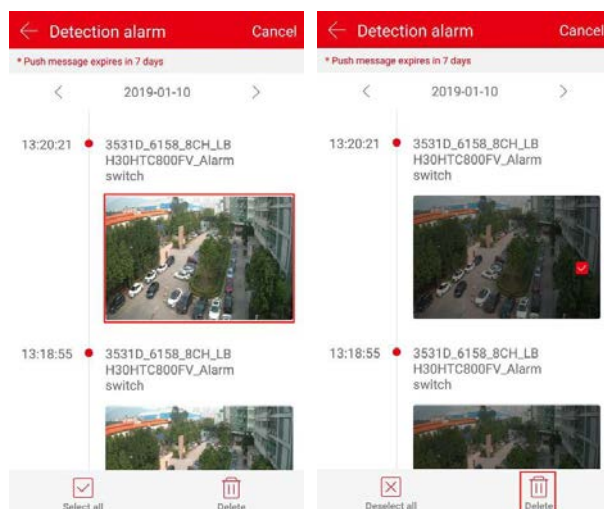 Detection alarm Cancel
* Push message expires in 7 days
2019-01-10
13:20:21 3531D_6158_8CH_LB
H30HTC800FV_Alarm
switch
13:18:55 3531D_6158_8CH_LB
H30HTC800FV_Alarm
switch
Select all Delete
Detection alarm Cancel
* Push message expires in 7 days
2019-01-10
13:20:21 3531D_6158_8CH_LB
H30HTC800FV_Alarm
switch
13:18:55 3531D_6158_8CH_LB
H30HTC800FV_Alarm
switch
Deselect all Delete